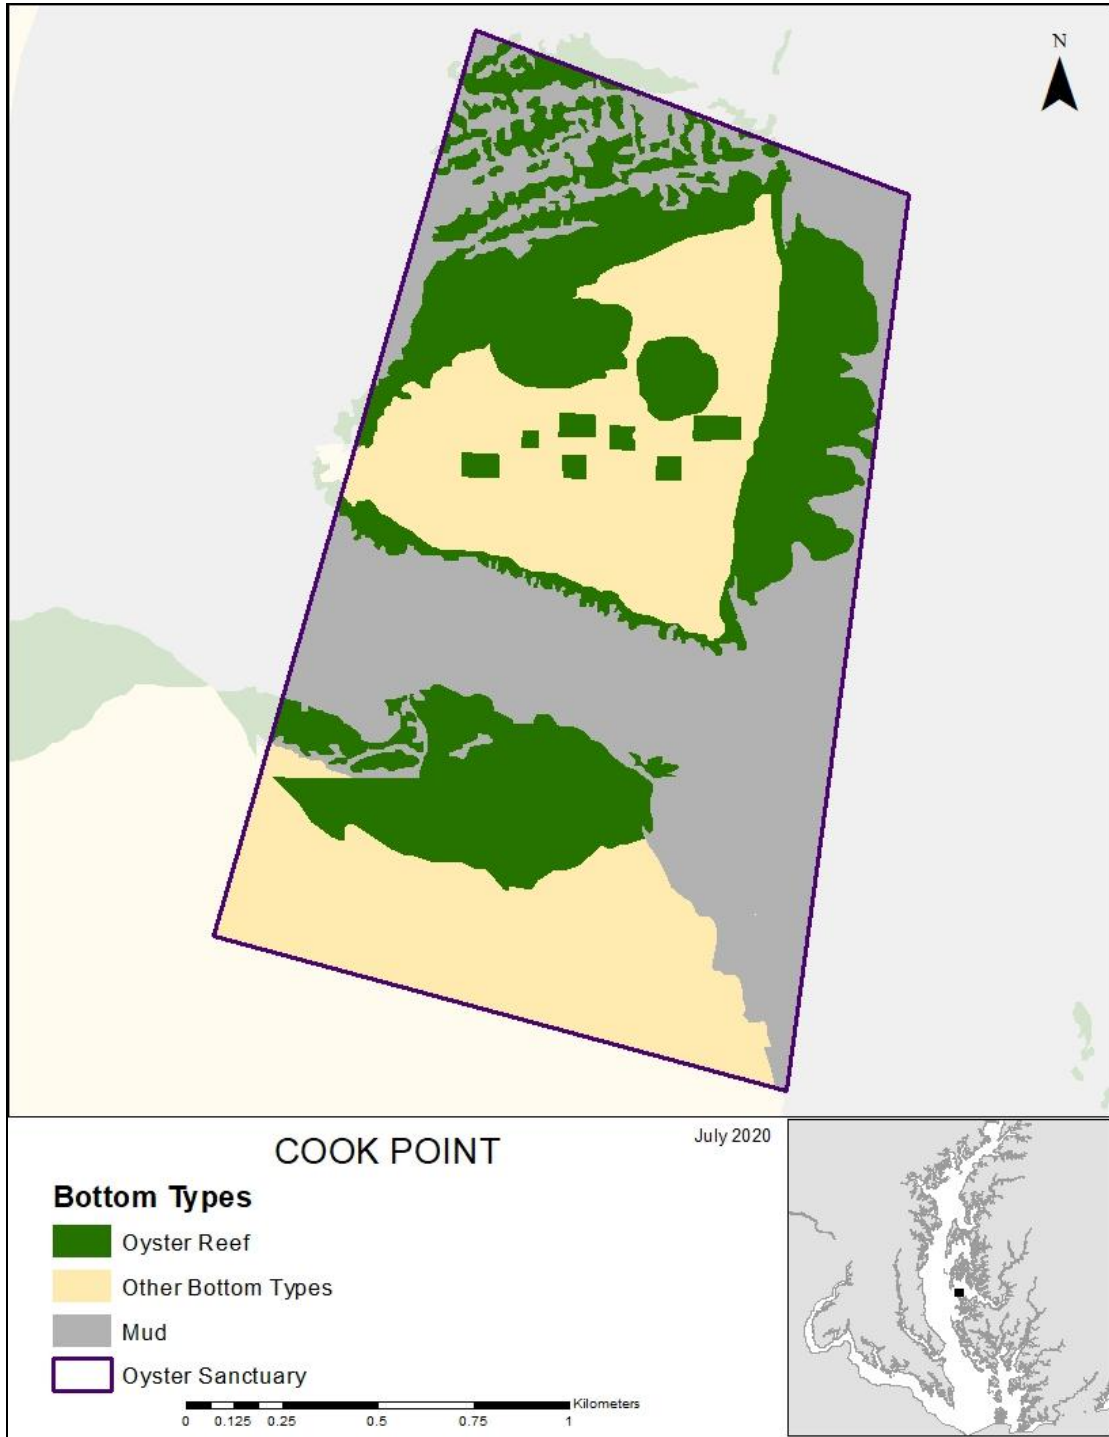 N
COOK POINT
July 2020
Bottom Types
Oyster Reef
Other Bottom Types
Mud
Oyster Sanctuary
Kilometers
0 0.125 0.25 0.5 0.75 1